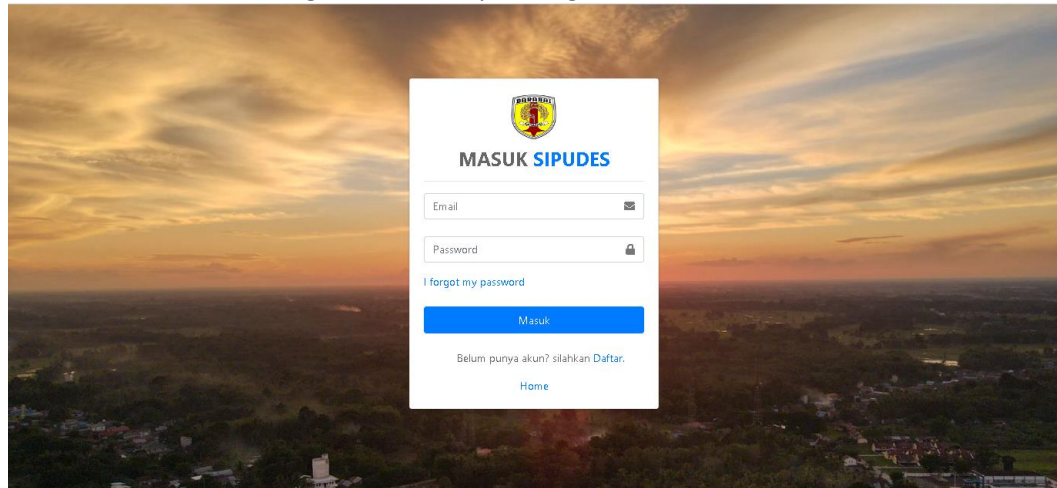 MASUK SIPUDES
Email
Password
I forgot my password
Masuk
Belum punya akun? silahkan Daftar.
Home